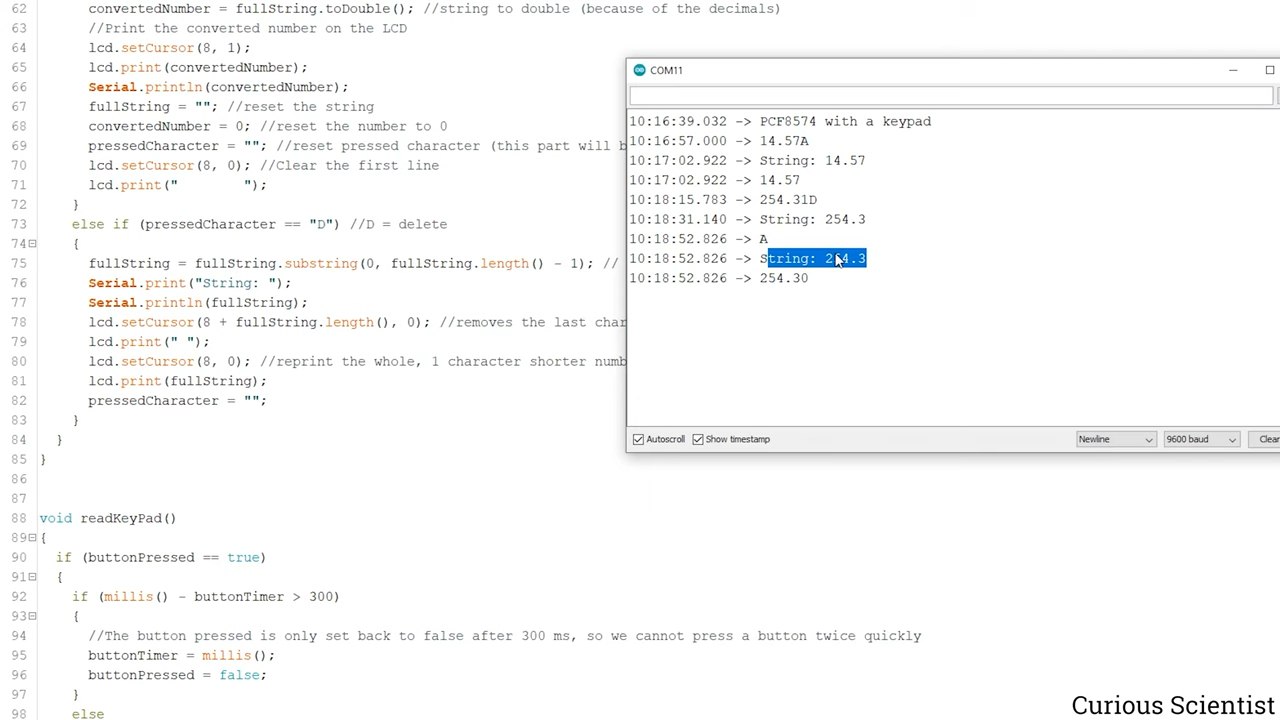 62 convertedNumber = fullString.toDouble(); //string to double (because of the decimals)
63 //Print the converted number on the LCD
64 lcd.setCursor(8, 1);
65 lcd.print(convertedNumber);
66 Serial.println(convertedNumber);
67 fullString = ""; //reset the string
68 convertedNumber = 0; //reset the number to 0
69 pressedCharacter = ""; //reset pressed character (this part will b
70 lcd.setCursor(8, 0); //Clear the first line
71 lcd.print("        ");
72 }
73 else if (pressedCharacter == "D") //D = delete
74 {
75 fullString = fullString.substring(0, fullString.length() - 1); //
76 Serial.print("String: ");
77 Serial.println(fullString);
78 lcd.setCursor(8 + fullString.length(), 0); //removes the last char
79 lcd.print(" ");
80 lcd.setCursor(8, 0); //reprint the whole, 1 character shorter numb
81 lcd.print(fullString);
82 pressedCharacter = "";
83 }
84 }
85 }
86
87
88 void readKeyPad()
89 {
90 if (buttonPressed == true)
91 {
92 if (millis() - buttonTimer > 300)
93 {
94 //The button pressed is only set back to false after 300 ms, so we cannot press a button twice quickly
95 buttonTimer = millis();
96 buttonPressed = false;
97 }
98 else
COM11
10:16:39.032 -> PCF8574 with a keypad
10:16:57.000 -> 14.57A
10:17:02.922 -> String: 14.57
10:17:02.922 -> 14.57
10:18:15.783 -> 254.31D
10:18:31.140 -> String: 254.3
10:18:52.826 -> A
10:18:52.826 -> String: 254.3
10:18:52.826 -> 254.30
Autoscroll Show timestamp Newline 9600 baud Clear
Curious Scientist